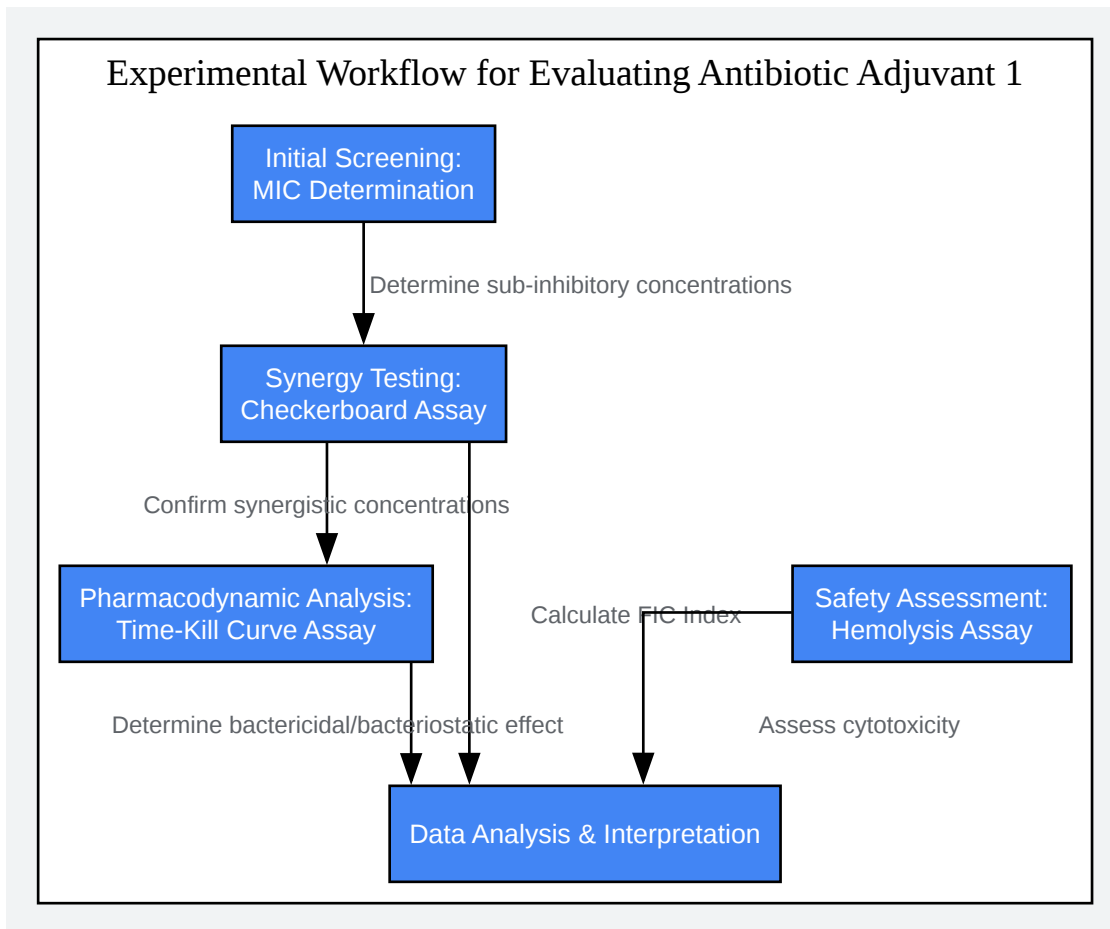 Experimental Workflow for Evaluating Antibiotic Adjuvant 1
Initial Screening:
MIC Determination
Determine sub-inhibitory concentrations
Synergy Testing:
Checkerboard Assay
Confirm synergistic concentrations
Pharmacodynamic Analysis:
Time-Kill Curve Assay
Calculate FIC Index
Safety Assessment:
Hemolysis Assay
Determine bactericidal/bacteriostatic effect
Assess cytotoxicity
Data Analysis & Interpretation